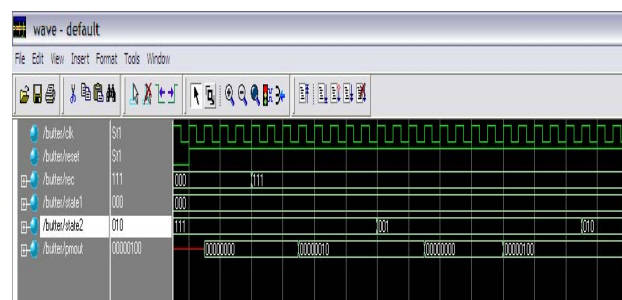 wave - default
File Edit View Insert Format Tools Window
/butter/clk St1
/butter/reset St1
/butter/rec 111 000 111
/butter/state1 000 000
/butter/state2 010 111 001 010
/butter/pmout 00000100 00000000 00000010 00000000 00000100